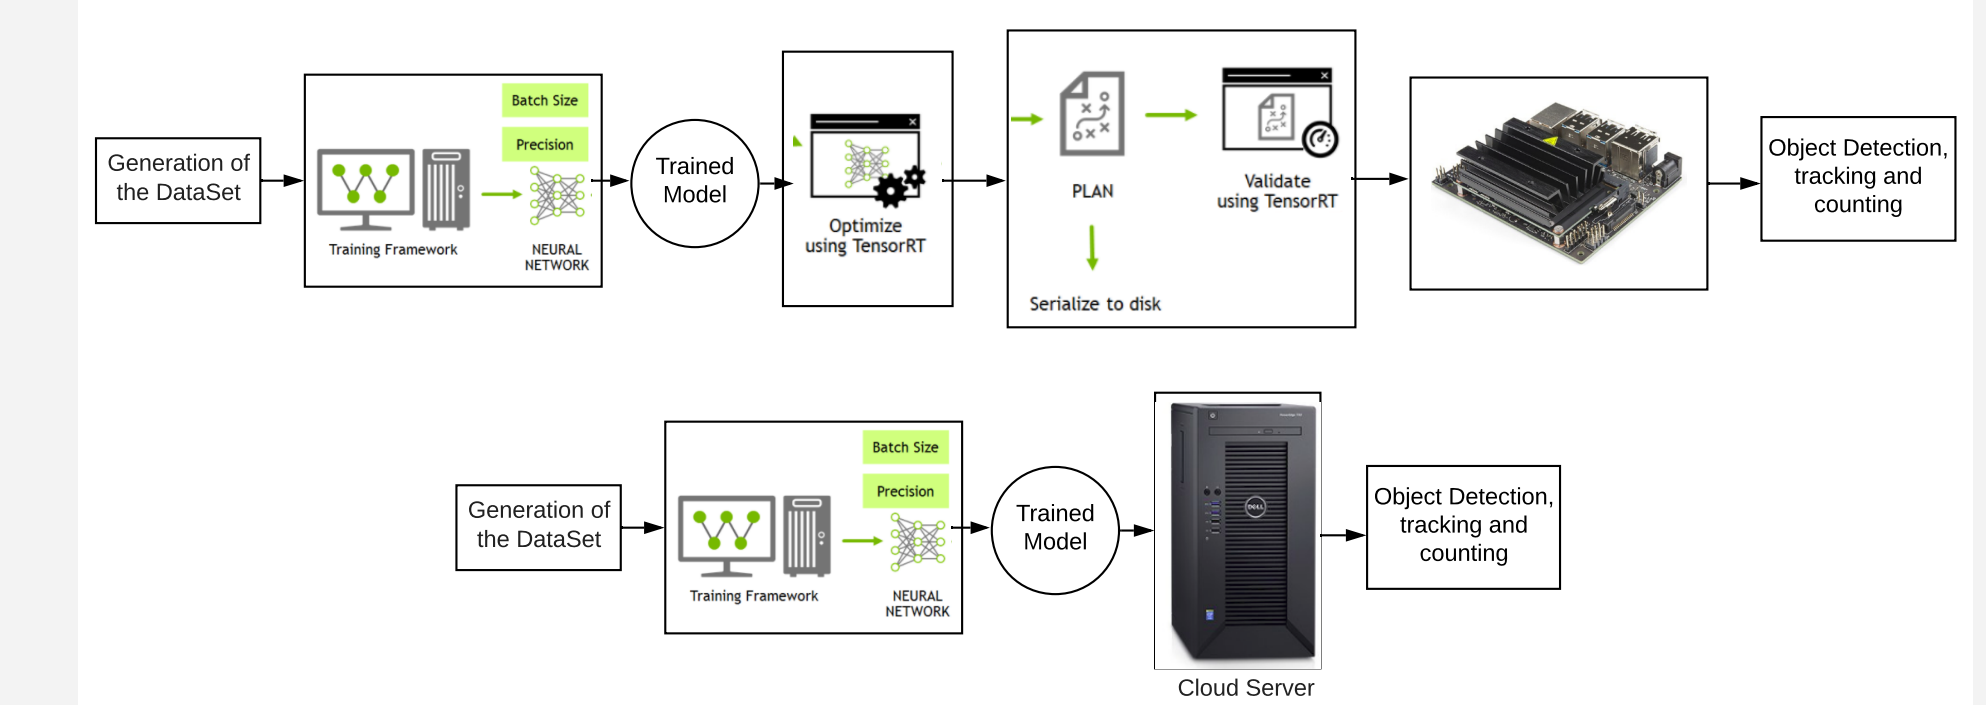 Generation of
the DataSet
Batch Size
Precision
Training Framework
NEURAL
NETWORK
Trained
Model
Optimize
using TensorRT
PLAN
Serialize to disk
Validate
using TensorRT
Object Detection,
tracking and
counting
Generation of
the DataSet
Batch Size
Precision
Training Framework
NEURAL
NETWORK
Trained
Model
DELL
Cloud Server
Object Detection,
tracking and
counting